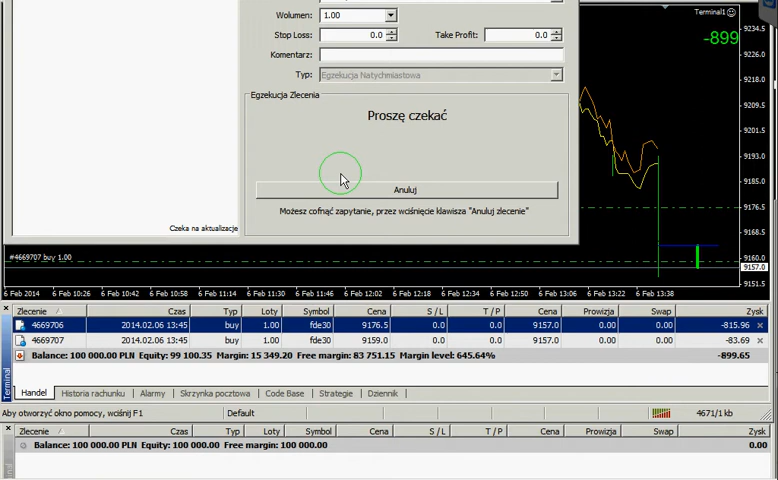 Wolumen: 1.00
Stop Loss: 0.0 Take Profit: 0.0
Komentarz:
Typ: Egzekucja Natychmiastowa
Egzekucja Zlecenia
Proszę czekać
Anuluj
Możesz cofnąć zapytanie, przez wciśnięcie klawisza "Anuluj zlecenie"
Czeka na aktualizacje
Terminal1
-899
9234.5
9226.0
9218.0
9209.5
9201.5
9193.0
9185.0
9176.5
9168.5
9160.0
9157.0
9151.5
#4669707 buy 1.00
6 Feb 2014 6 Feb 10:26 6 Feb 10:42 6 Feb 10:58 6 Feb 11:14 6 Feb 11:30 6 Feb 11:46 6 Feb 12:02 6 Feb 12:18 6 Feb 12:34 6 Feb 12:50 6 Feb 13:06 6 Feb 13:22 6 Feb 13:38
Zlecenie Czas Typ Loty Symbol Cena S / L T / P Cena Prowizja Swap Zysk
4669706 2014.02.06 13:45 buy 1.00 fde30 9176.5 0.0 0.0 9157.0 0.00 0.00 -815.96
4669707 2014.02.06 13:45 buy 1.00 fde30 9159.0 0.0 0.0 9157.0 0.00 0.00 -83.69
Balance: 100 000.00 PLN Equity: 99 100.35 Margin: 15 349.20 Free margin: 83 751.15 Margin level: 645.64% -899.65
Terminal
Handel Historia rachunku Alarmy Skrzynka pocztowa Code Base Strategie Dziennik
Aby otworzyć okno pomocy, wciśnij F1 Default 4671/1 kb
Zlecenie Czas Typ Loty Symbol Cena S / L T / P Cena Prowizja Swap Zysk
Balance: 100 000.00 PLN Equity: 100 000.00 Free margin: 100 000.00 0.00